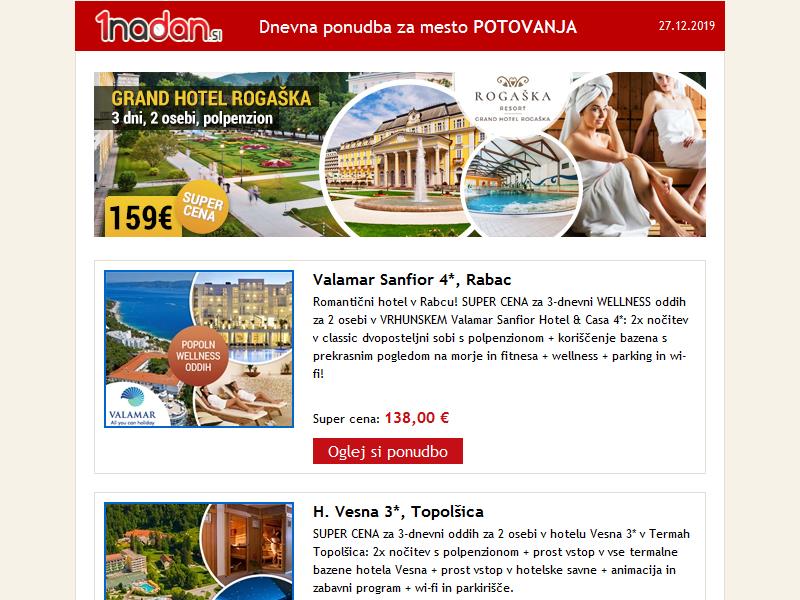 1nadan.si
Dnevna ponudba za mesto POTOVANJA
27.12.2019
GRAND HOTEL ROGAŠKA
3 dni, 2 osebi, polpenzion
159€
SUPER
CENA
ROGAŠKA
RESORT
GRAND HOTEL ROGAŠKA
POPOLN
WELLNESS
ODDIH
VALAMAR
All you can holiday
Valamar Sanfior 4*, Rabac
Romantični hotel v Rabcu! SUPER CENA za 3-dnevni WELLNESS oddih
za 2 osebi v VRHUNSKEM Valamar Sanfior Hotel & Casa 4*: 2x nočitev
v classic dvoposteljni sobi s polpenzionom + koriščenje bazena s
prekrasnim pogledom na morje in fitnesa + wellness + parking in wi-
fi!
Super cena: 138,00 €
Oglej si ponudbo
H. Vesna 3*, Topolšica
SUPER CENA za 3-dnevni oddih za 2 osebi v hotelu Vesna 3* v Termah
Topolšica: 2x nočitev s polpenzionom + prost vstop v vse termalne
bazene hotela Vesna + prost vstop v hotelske savne + animacija in
zabavni program + wi-fi in parkirišče.